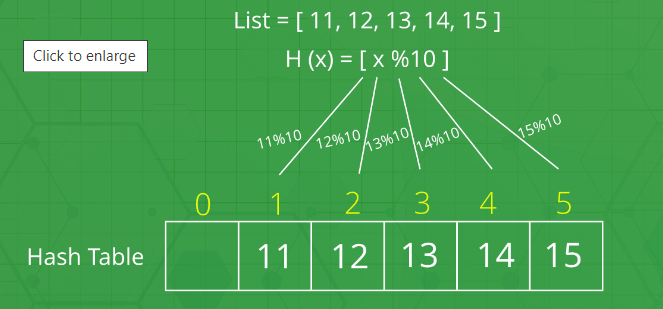 List = [ 11, 12, 13, 14, 15 ]
Click to enlarge
H (x) = [ x %10 ]
11%10 12%10 13%10 14%10 15%10
0 1 2 3 4 5
Hash Table 11 12 13 14 15